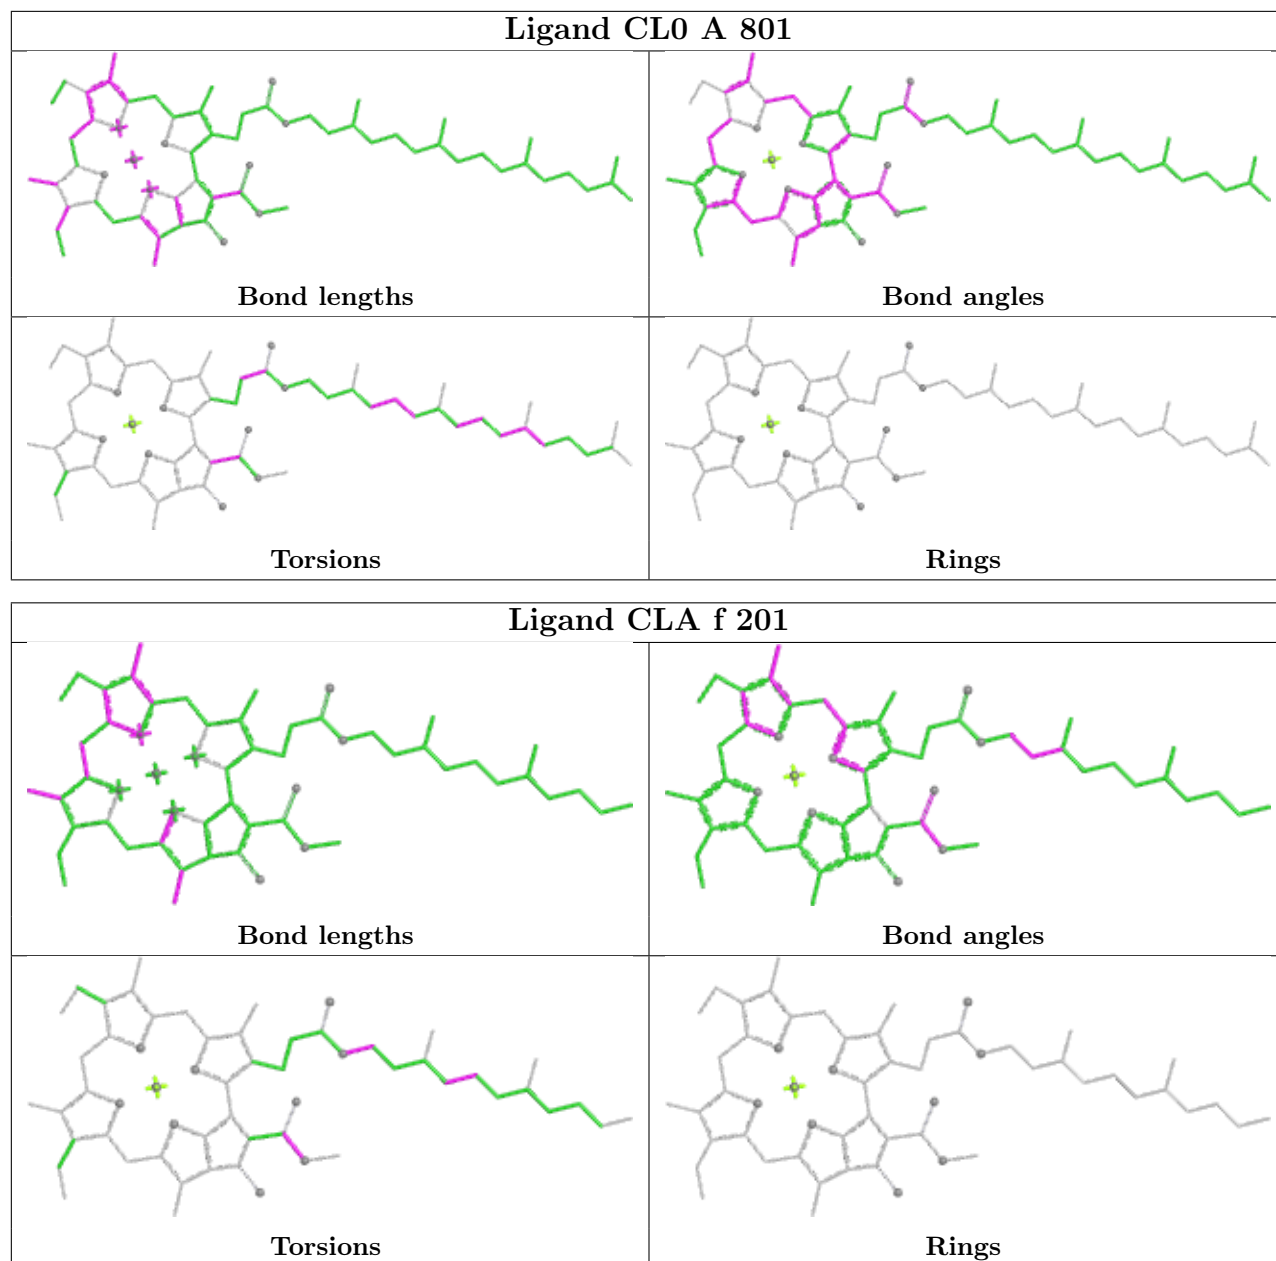 Ligand CL0 A 801
Bond lengths
Bond angles
Torsions
Rings
Ligand CLA f 201
Bond lengths
Bond angles
Torsions
Rings